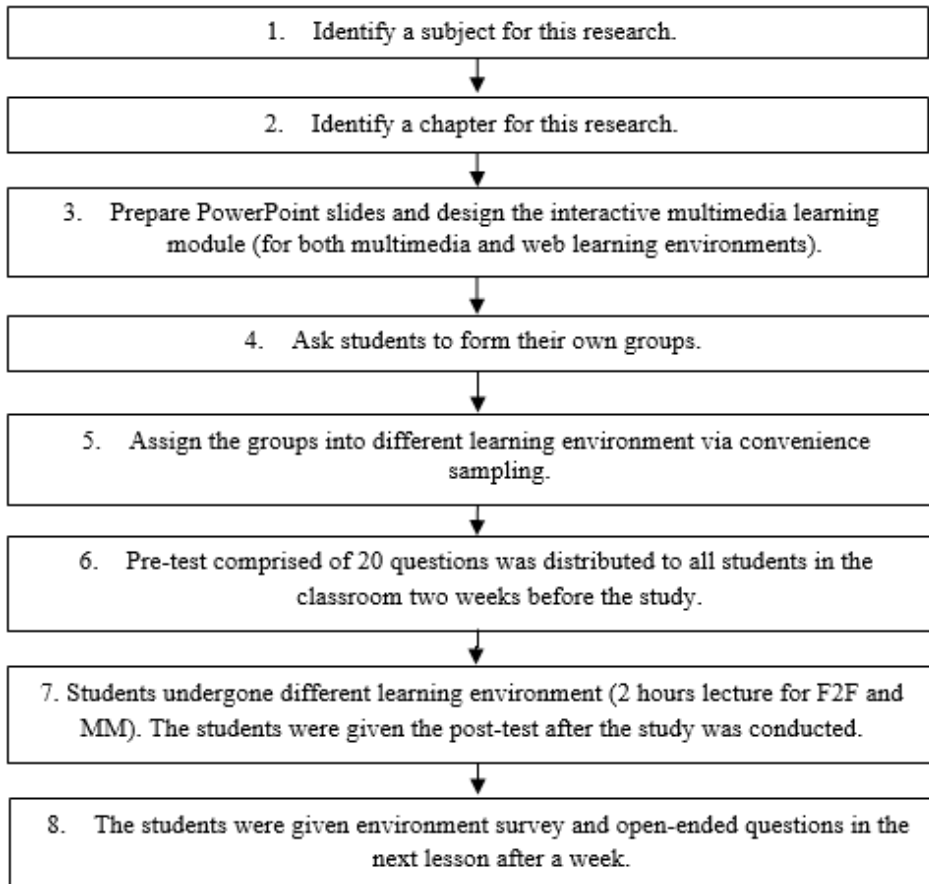 1. Identify a subject for this research.
2. Identify a chapter for this research.
3. Prepare PowerPoint slides and design the interactive multimedia learning
module (for both multimedia and web learning environments).
4. Ask students to form their own groups.
5. Assign the groups into different learning environment via convenience
sampling.
6. Pre-test comprised of 20 questions was distributed to all students in the
classroom two weeks before the study.
7. Students undergone different learning environment (2 hours lecture for F2F and
MM). The students were given the post-test after the study was conducted.
8. The students were given environment survey and open-ended questions in the
next lesson after a week.